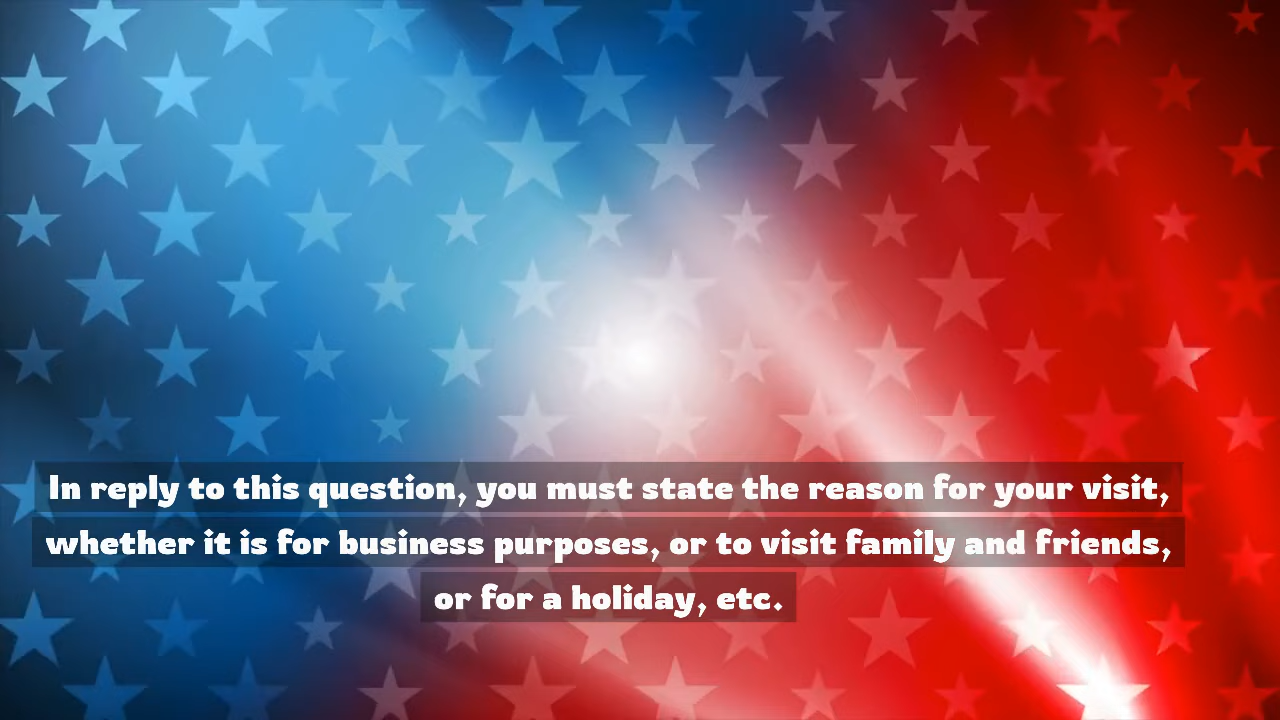 In reply to this question, you must state the reason for your visit,
whether it is for business purposes, or to visit family and friends,
or for a holiday, etc.